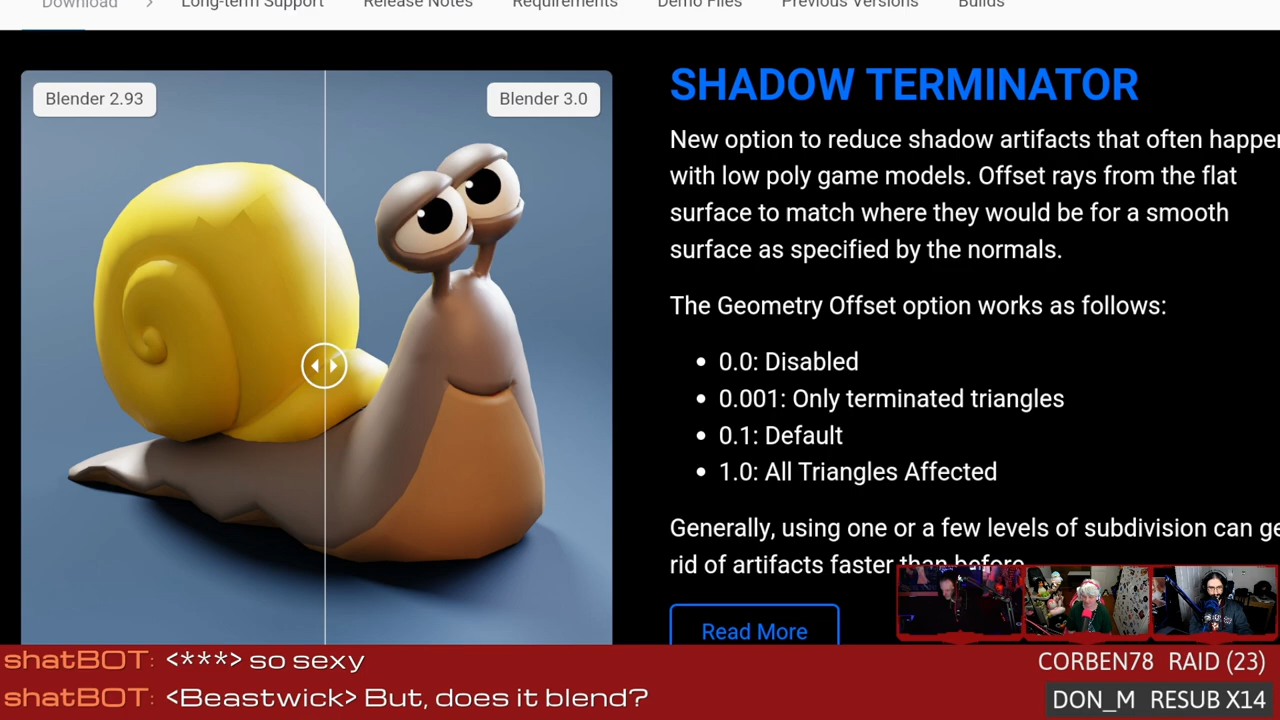 Download > Long-term Support Release Notes Requirements Demo Files Previous Versions Builds
Blender 2.93
Blender 3.0
SHADOW TERMINATOR
New option to reduce shadow artifacts that often happen
with low poly game models. Offset rays from the flat
surface to match where they would be for a smooth
surface as specified by the normals.
The Geometry Offset option works as follows:
• 0.0: Disabled
• 0.001: Only terminated triangles
• 0.1: Default
• 1.0: All Triangles Affected
Generally, using one or a few levels of subdivision can ge
rid of artifacts faster than before.
Read More
shatBOT: <***> so sexy
shatBOT: <Beastwick> But, does it blend?
CORBEN78 RAID (23)
DON_M RESUB X14